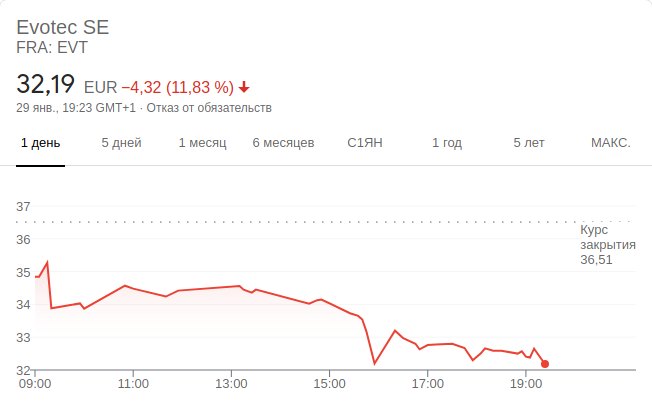 Evotec SE
FRA: EVT
32,19 EUR −4,32 (11,83 %)
29 янв., 19:23 GMT+1 · Отказ от обязательств
1 день 5 дней 1 месяц 6 месяцев С1ЯН 1 год 5 лет МАКС.
37
36
35
34
33
32
Курс
закрытия
36,51
09:00 11:00 13:00 15:00 17:00 19:00